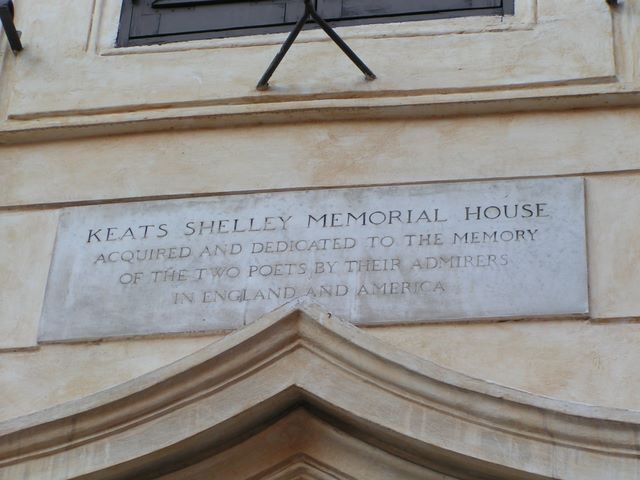 KEATS SHELLEY MEMORIAL HOUSE
ACQUIRED AND DEDICATED TO THE MEMORY
OF THE TWO POETS BY THEIR ADMIRERS
IN ENGLAND AND AMERICA